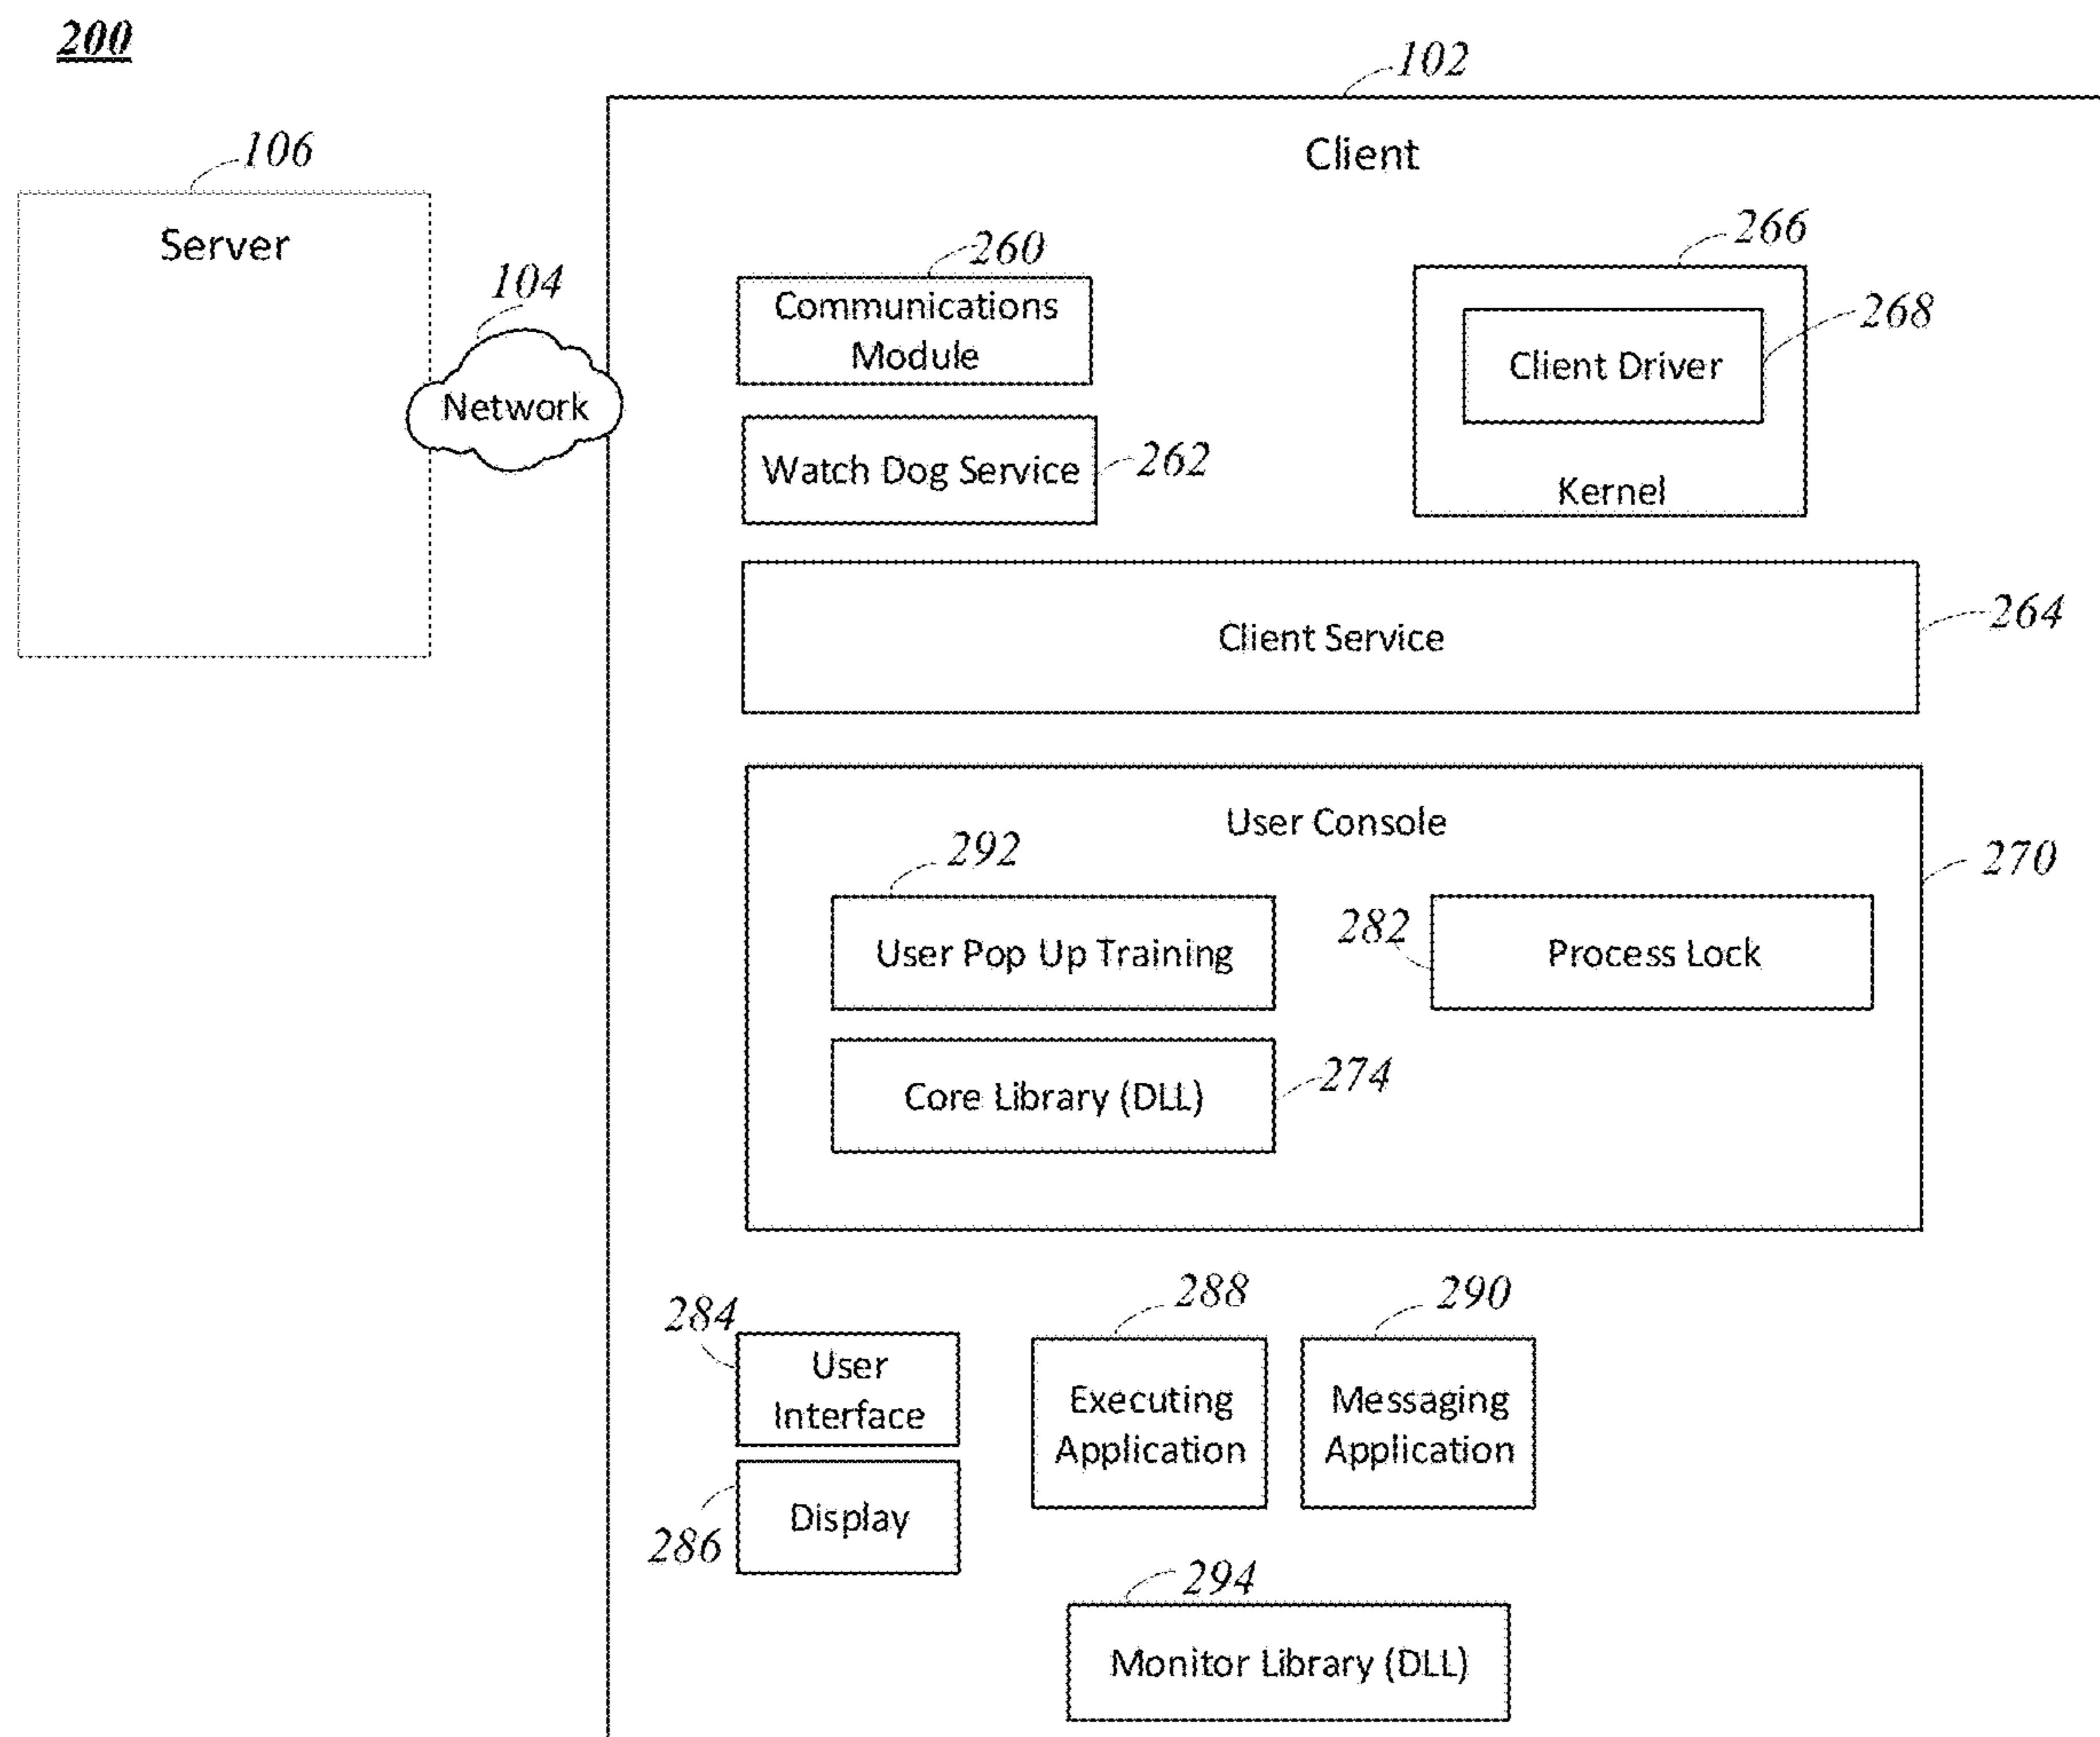 200
102
Client
106
Server
104
Network
260
Communications
Module
266
268
Client Driver
Kernel
Watch Dog Service
262
Client Service
264
User Console
270
292
User Pop Up Training
282
Process Lock
Core Library (DLL)
274
284
User
Interface
288
Executing
Application
290
Messaging
Application
Display
286
294
Monitor Library (DLL)